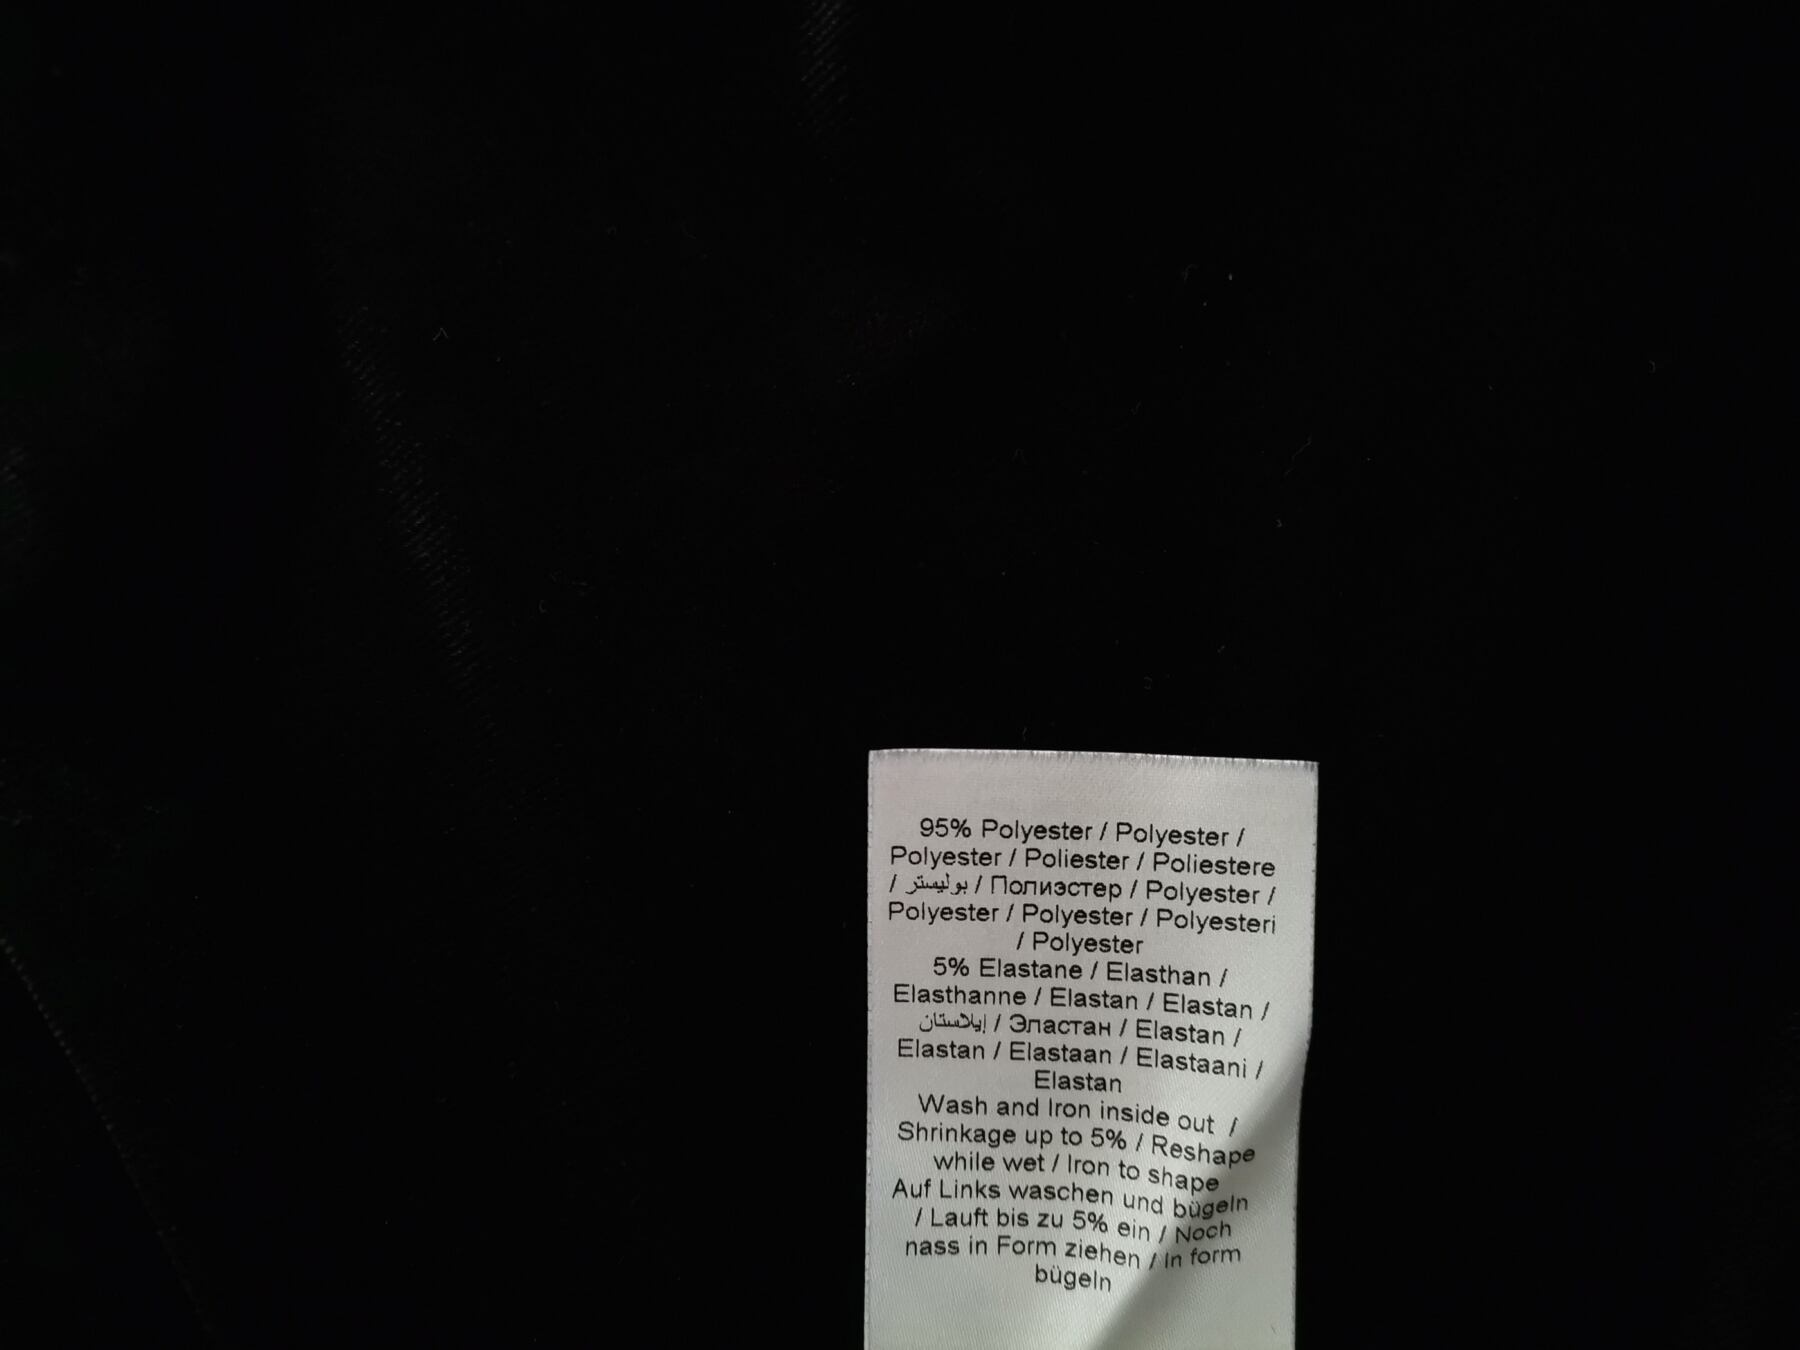 95% Polyester / Polyester /
Polyester / Poliester / Poliestere
/ بوليستر / Полиэстер / Polyester /
Polyester / Polyester / Polyesteri
/ Polyester
5% Elastane / Elasthan /
Elasthanne / Elastan / Elastan /
إيلاستان / Эластан / Elastan /
Elastan / Elastaan / Elastaani /
Elastan
Wash and Iron inside out /
Shrinkage up to 5% / Reshape
while wet / Iron to shape
Auf Links waschen und bügeln
/ Lauft bis zu 5% ein / Noch
nass in Form ziehen / In form
bügeln